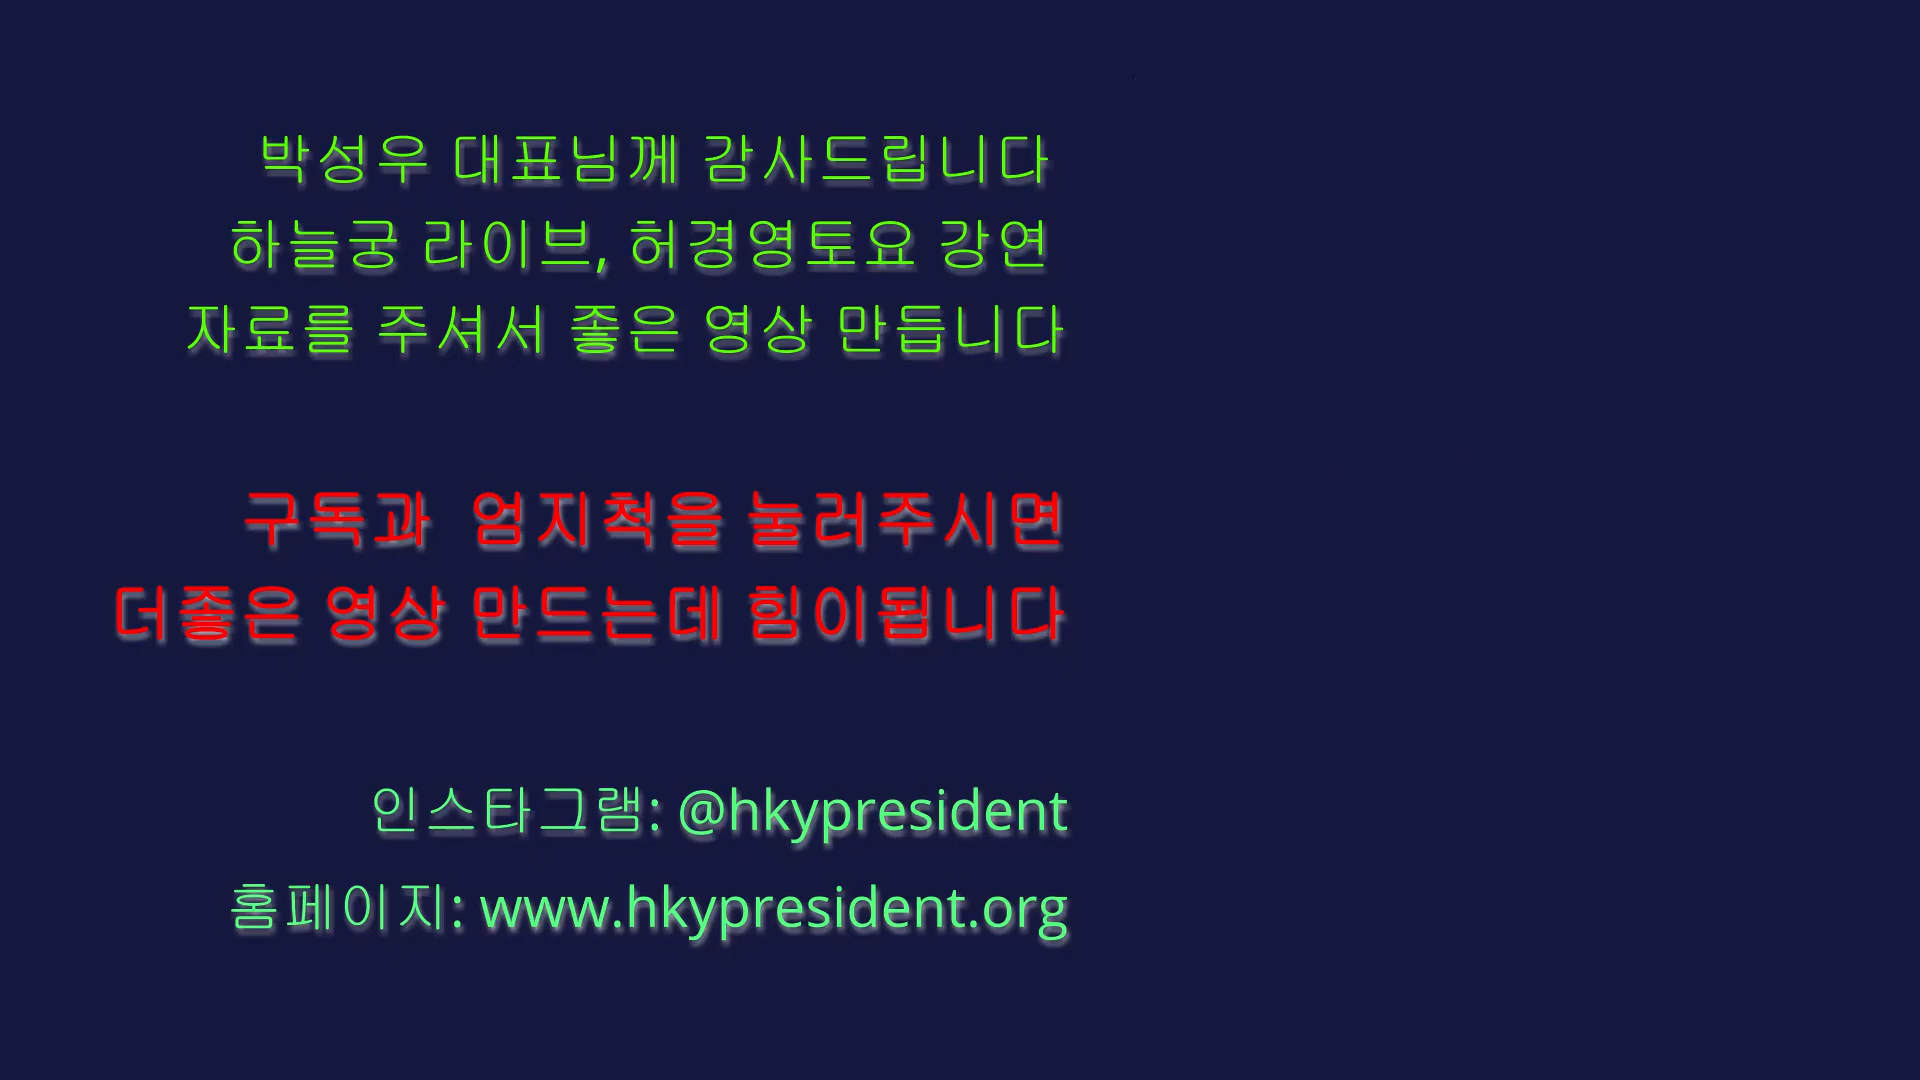 박성우 대표님께 감사드립니다
하늘궁 라이브, 허경영토요 강연
자료를 주셔서 좋은 영상 만듭니다
구독과 엄지척을 눌러주시면
더좋은 영상 만드는데 힘이됩니다
인스타그램: @hkypresident
홈페이지: www.hkypresident.org